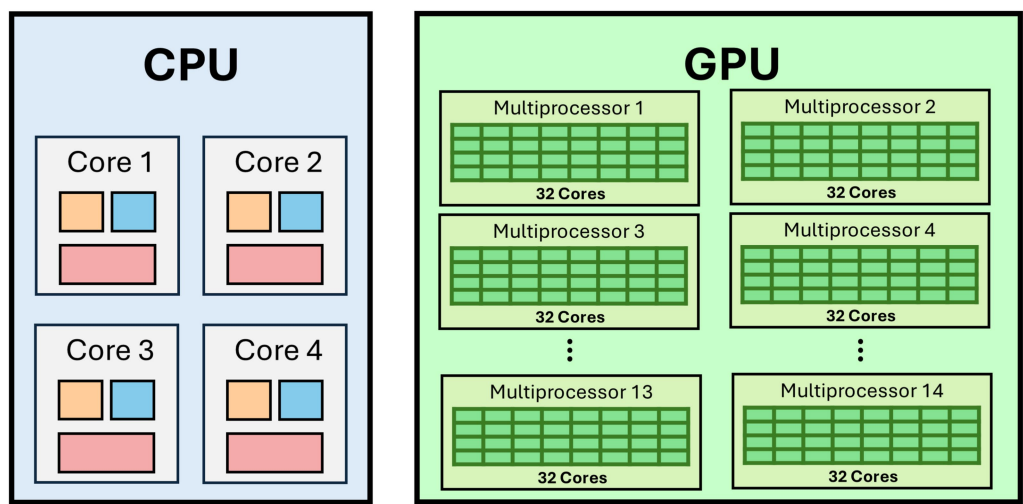 CPU
Core 1
Core 2
Core 3
Core 4
GPU
Multiprocessor 1
32 Cores
Multiprocessor 2
32 Cores
Multiprocessor 3
32 Cores
Multiprocessor 4
32 Cores
Multiprocessor 13
32 Cores
Multiprocessor 14
32 Cores